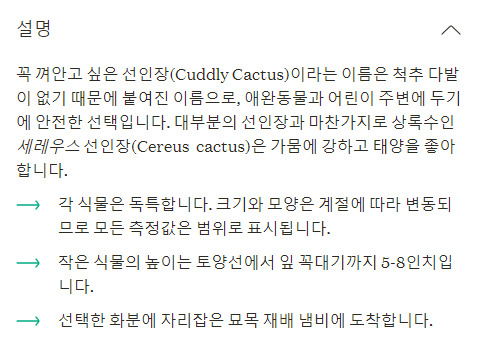 설명
꼭 껴안고 싶은 선인장(Cuddly Cactus)이라는 이름은 척추 다발
이 없기 때문에 붙여진 이름으로, 애완동물과 어린이 주변에 두기
에 안전한 선택입니다. 대부분의 선인장과 마찬가지로 상록수인
세레우스 선인장(Cereus cactus)은 가뭄에 강하고 태양을 좋아
합니다.
각 식물은 독특합니다. 크기와 모양은 계절에 따라 변동되
므로 모든 측정값은 범위로 표시됩니다.
작은 식물의 높이는 토양선에서 잎 꼭대기까지 5-8인치입
니다.
선택한 화분에 자리잡은 묘목 재배 냄비에 도착합니다.